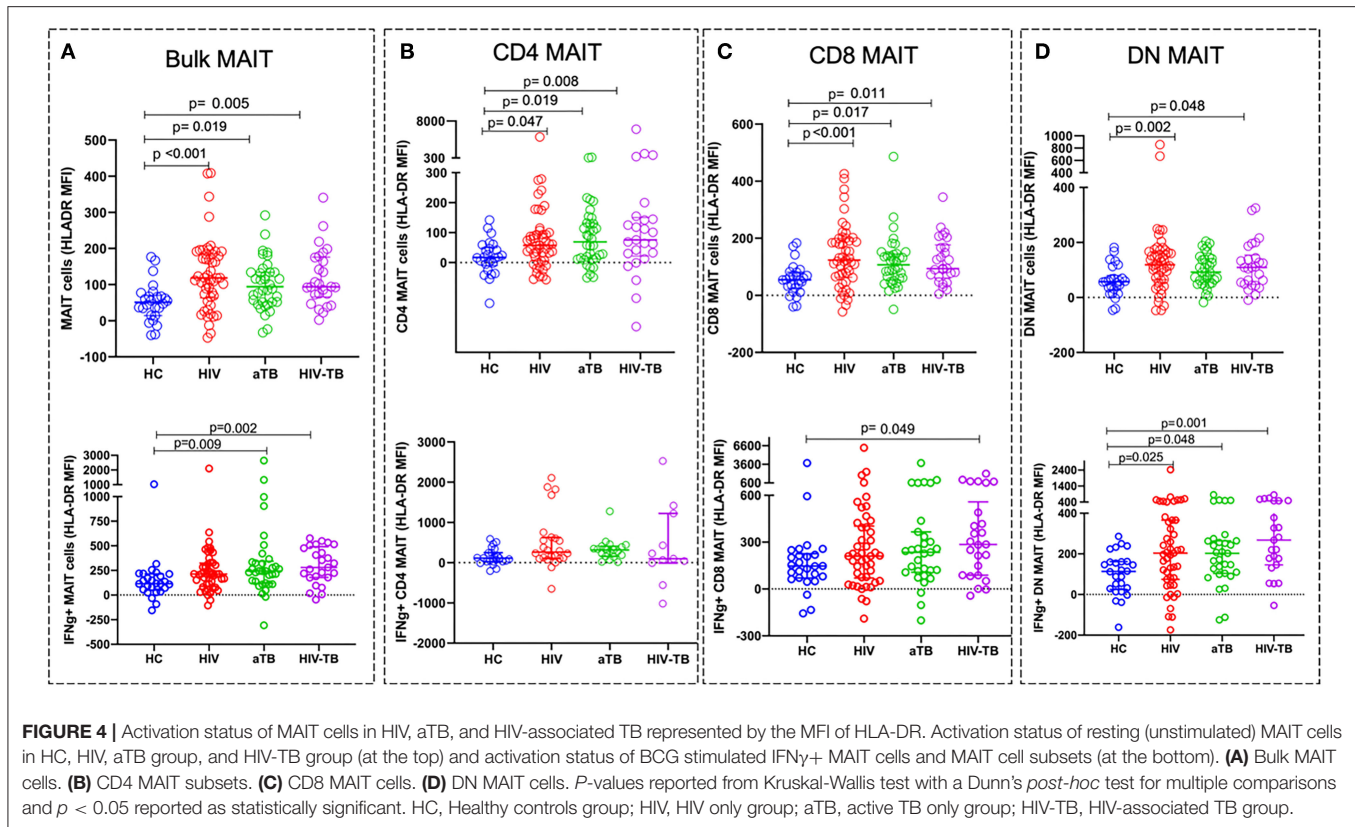 A
Bulk MAIT
p= 0.005
p= 0.019
p <0.001
MAIT cells (HLADR MFI)
500
400
300
200
100
0
-100
HC
HIV
aTB
HIV-TB
p=0.002
p=0.009
IFNg+ MAIT cells (HLA-DR MFI)
3000
2000
1000
1000
750
500
250
0
-250
-500
HC
HIV
aTB
HIV-TB
B
CD4 MAIT
p= 0.008
p= 0.019
p= 0.047
CD4 MAIT cells (HLA-DR MFI)
8000
300
300
200
100
0
HC
HIV
aTB
HIV-TB
IFNg+ CD4 MAIT (HLA-DR MFI)
3000
2000
1000
0
-1000
-2000
HC
HIV
aTB
HIV-TB
C
CD8 MAIT
p= 0.011
p= 0.017
p<0.001
CD8 MAIT cells (HLA-DR MFI)
600
400
200
0
-200
HC
HIV
aTB
HIV-TB
p= 0.049
IFNg+ CD8 MAIT (HLA-DR MFI)
6600
3600
600
600
300
0
-300
HC
HIV
aTB
HIV-TB
D
DN MAIT
p= 0.048
p= 0.002
DN MAIT cells (HLA-DR MFI)
1000
800
600
400
400
200
0
-200
HC
HIV
aTB
HIV-TB
p= 0.001
p= 0.048
p=0.025
IFNg+ DN MAIT (HLA-DR MFI)
2400
1400
400
400
200
0
-200
HC
HIV
aTB
HIV-TB
FIGURE 4 | Activation status of MAIT cells in HIV, aTB, and HIV-associated TB represented by the MFI of HLA-DR. Activation status of resting (unstimulated) MAIT cells
in HC, HIV, aTB group, and HIV-TB group (at the top) and activation status of BCG stimulated IFNγ+ MAIT cells and MAIT cell subsets (at the bottom). (A) Bulk MAIT
cells. (B) CD4 MAIT subsets. (C) CD8 MAIT cells. (D) DN MAIT cells. P-values reported from Kruskal-Wallis test with a Dunn's post-hoc test for multiple comparisons
and p < 0.05 reported as statistically significant. HC, Healthy controls group; HIV, HIV only group; aTB, active TB only group; HIV-TB, HIV-associated TB group.